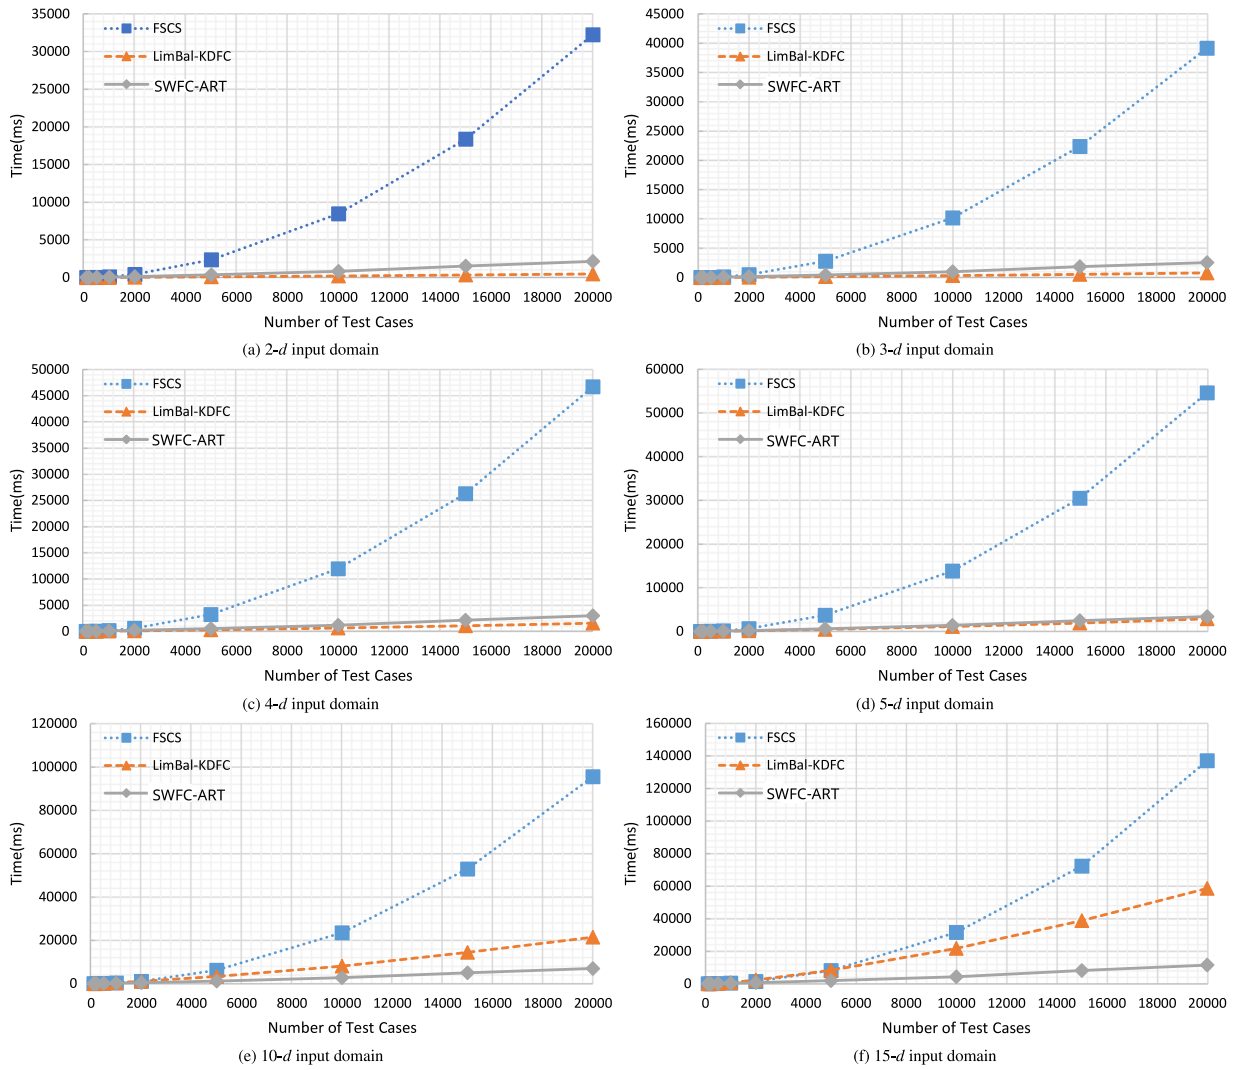 35000
30000
25000
20000
15000
10000
5000
0
Time(ms)
FSCS
LimBal-KDFC
SWFC-ART
0 2000 4000 6000 8000 10000 12000 14000 16000 18000 20000
Number of Test Cases
(a) 2-d input domain
45000
40000
35000
30000
25000
20000
15000
10000
5000
0
Time(ms)
FSCS
LimBal-KDFC
SWFC-ART
0 2000 4000 6000 8000 10000 12000 14000 16000 18000 20000
Number of Test Cases
(b) 3-d input domain
50000
45000
40000
35000
30000
25000
20000
15000
10000
5000
0
Time(ms)
FSCS
LimBal-KDFC
SWFC-ART
0 2000 4000 6000 8000 10000 12000 14000 16000 18000 20000
Number of Test Cases
(c) 4-d input domain
60000
50000
40000
30000
20000
10000
0
Time(ms)
FSCS
LimBal-KDFC
SWFC-ART
0 2000 4000 6000 8000 10000 12000 14000 16000 18000 20000
Number of Test Cases
(d) 5-d input domain
120000
100000
80000
60000
40000
20000
0
Time(ms)
FSCS
LimBal-KDFC
SWFC-ART
0 2000 4000 6000 8000 10000 12000 14000 16000 18000 20000
Number of Test Cases
(e) 10-d input domain
160000
140000
120000
100000
80000
60000
40000
20000
0
Time(ms)
FSCS
LimBal-KDFC
SWFC-ART
0 2000 4000 6000 8000 10000 12000 14000 16000 18000 20000
Number of Test Cases
(f) 15-d input domain